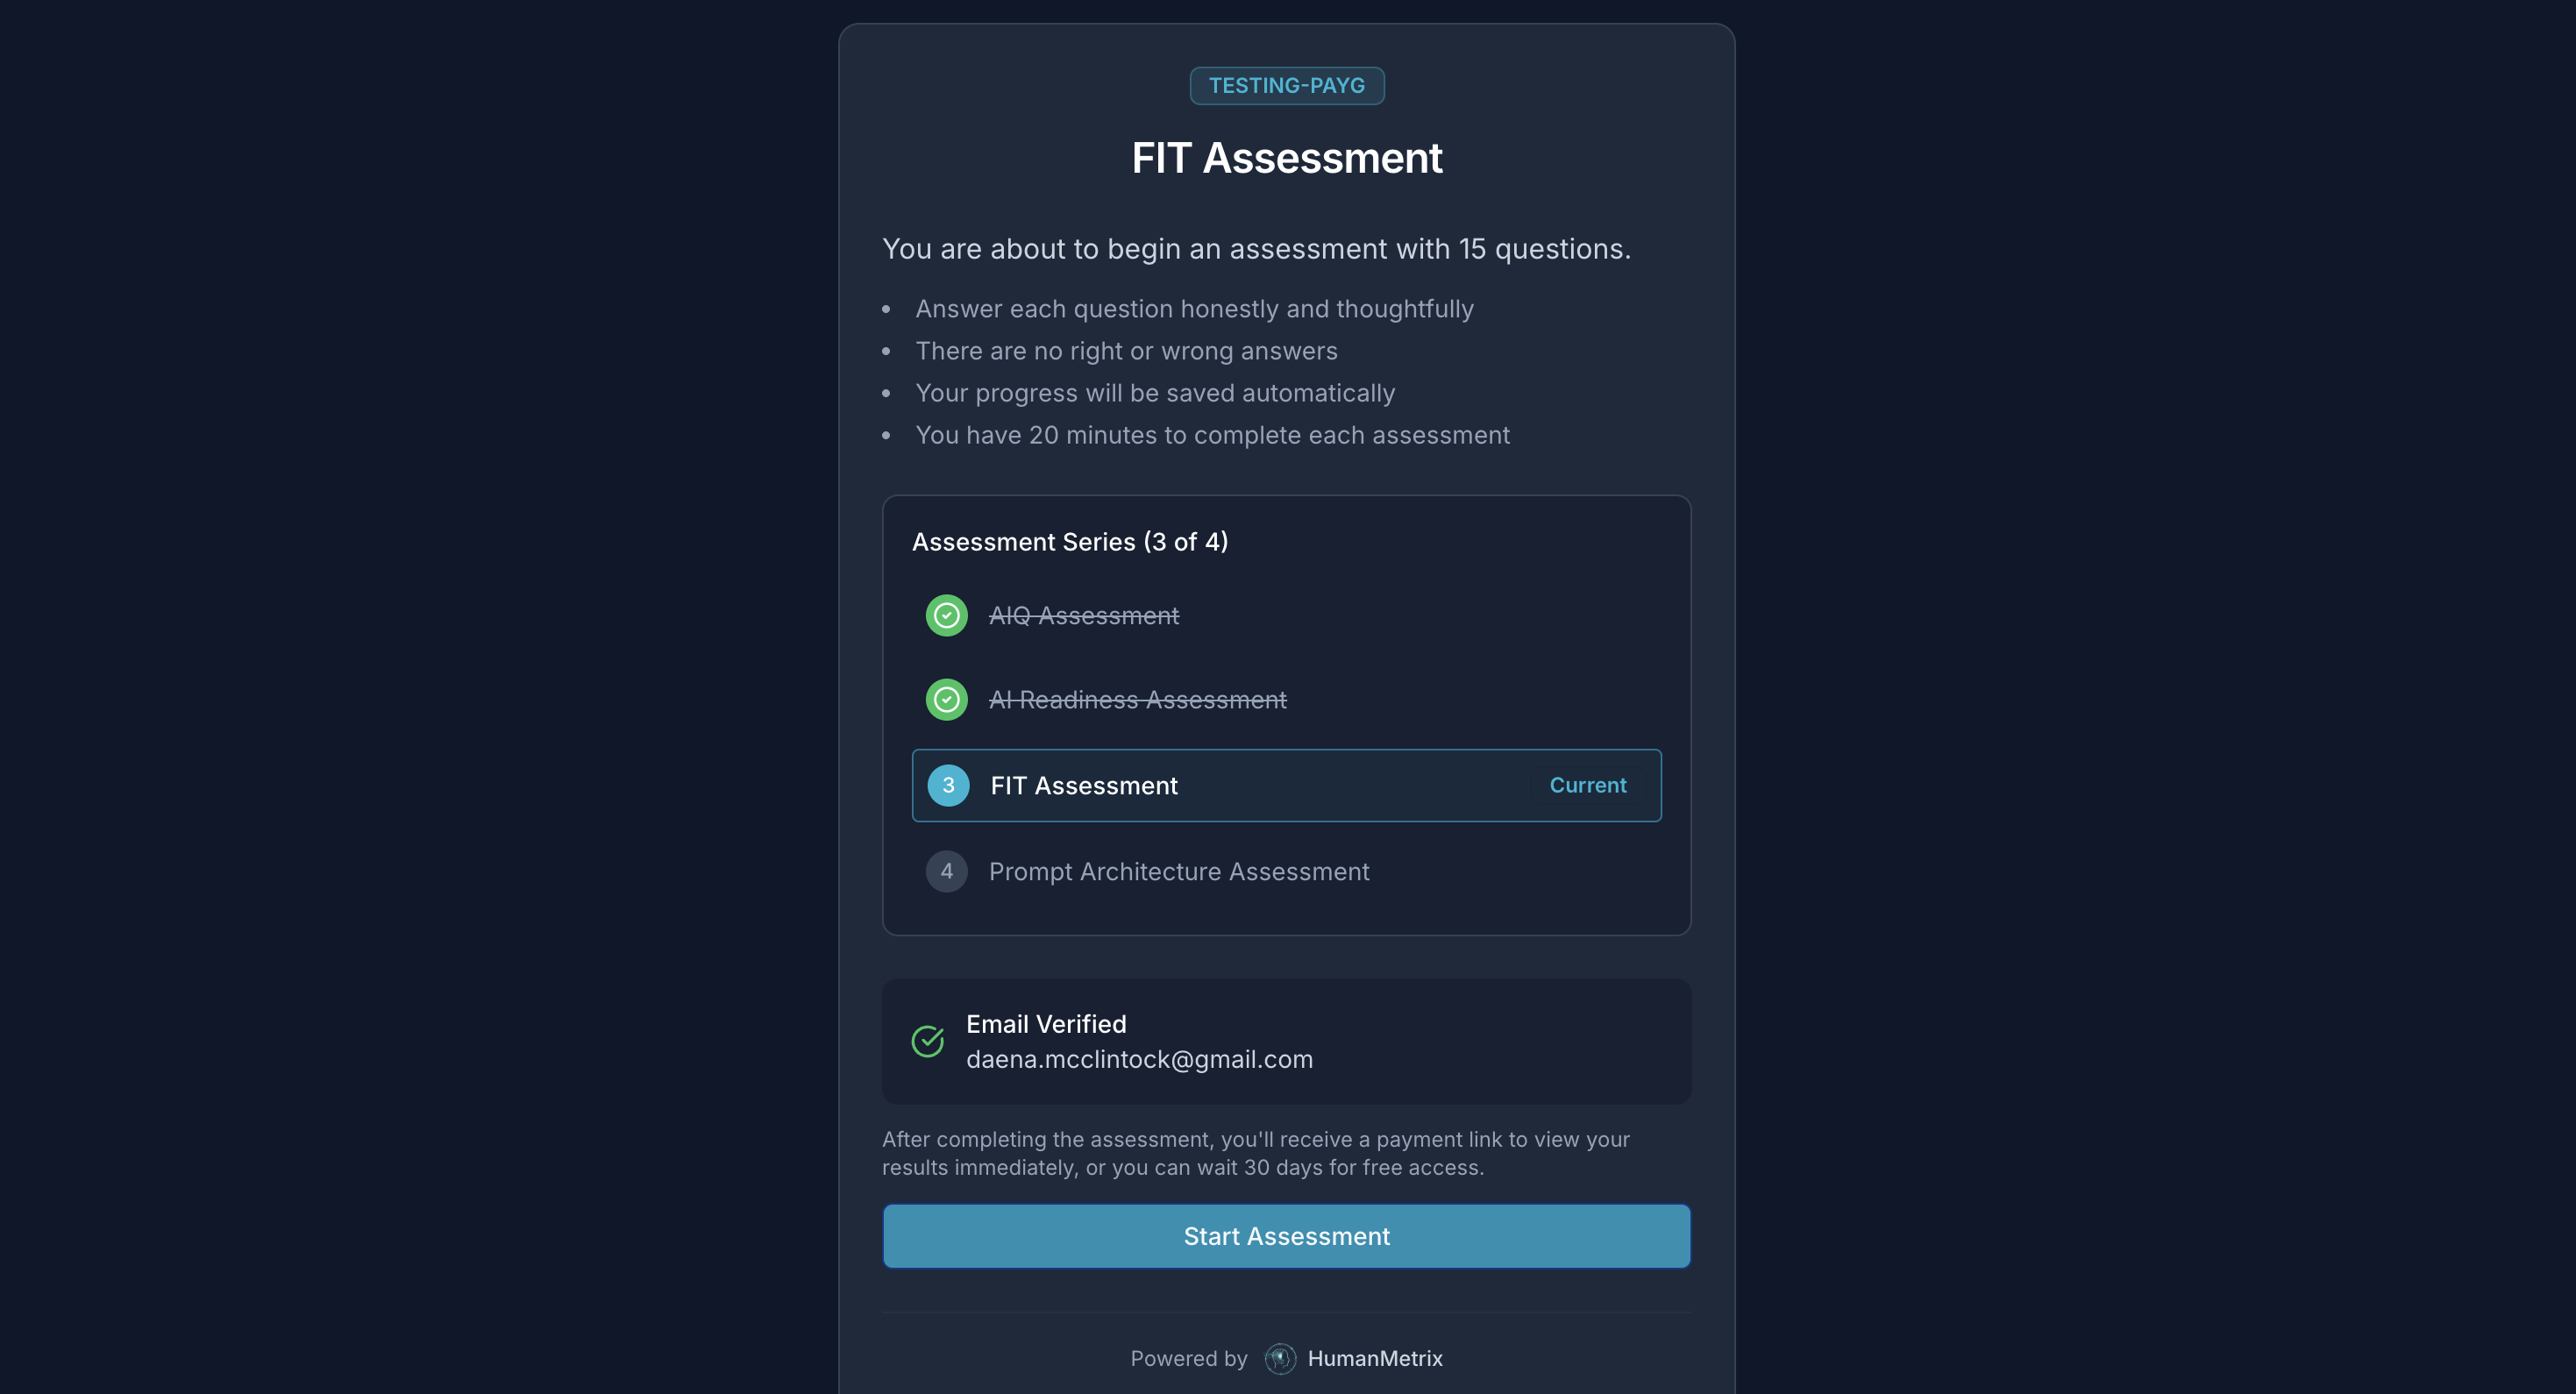 TESTING-PAYG
FIT Assessment
You are about to begin an assessment with 15 questions.
• Answer each question honestly and thoughtfully
• There are no right or wrong answers
• Your progress will be saved automatically
• You have 20 minutes to complete each assessment
Assessment Series (3 of 4)
AIQ Assessment
AI Readiness Assessment
3 FIT Assessment Current
4 Prompt Architecture Assessment
Email Verified
daena.mcclintock@gmail.com
After completing the assessment, you'll receive a payment link to view your
results immediately, or you can wait 30 days for free access.
Start Assessment
Powered by HumanMetrix